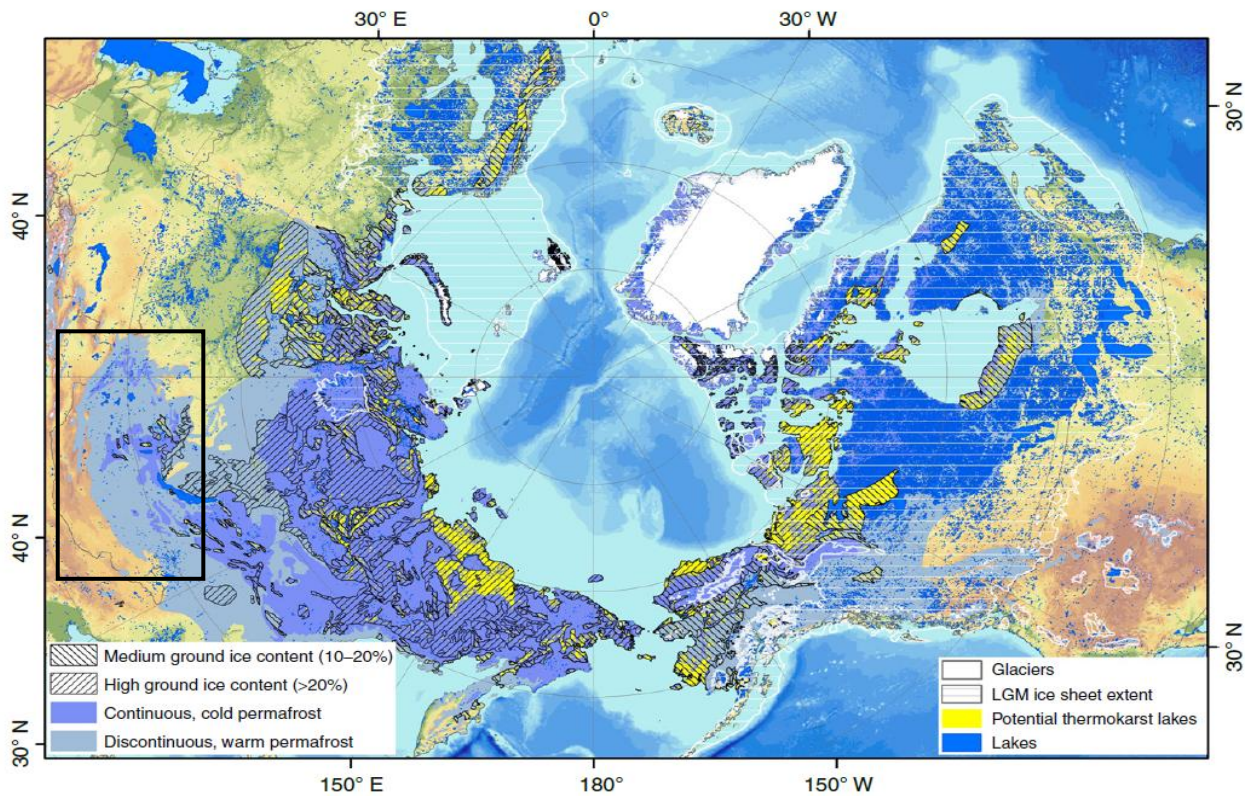 30° E 0° 30° W
40° N
30° N
40° N
30° N
30° N
Medium ground ice content (10–20%)
High ground ice content (>20%)
Continuous, cold permafrost
Discontinuous, warm permafrost
Glaciers
LGM ice sheet extent
Potential thermokarst lakes
Lakes
150° E 180° 150° W